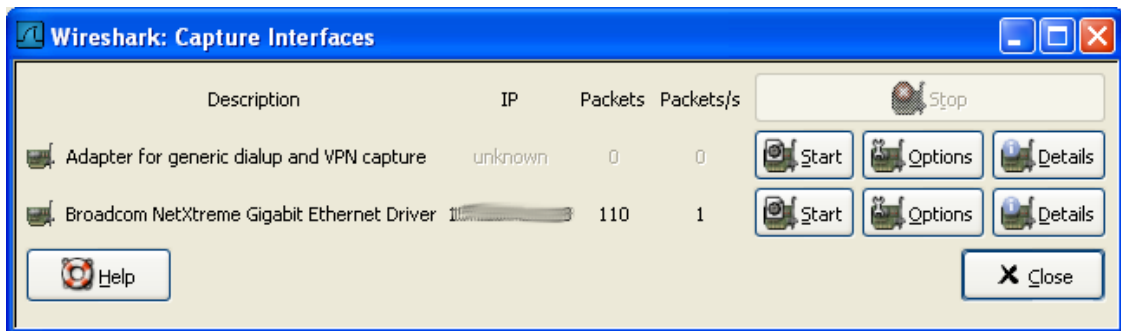 Wireshark: Capture Interfaces
Description IP Packets Packets/s Stop
Adapter for generic dialup and VPN capture unknown 0 0 Start Options Details
Broadcom NetXtreme Gigabit Ethernet Driver 110 1 Start Options Details
Help Close